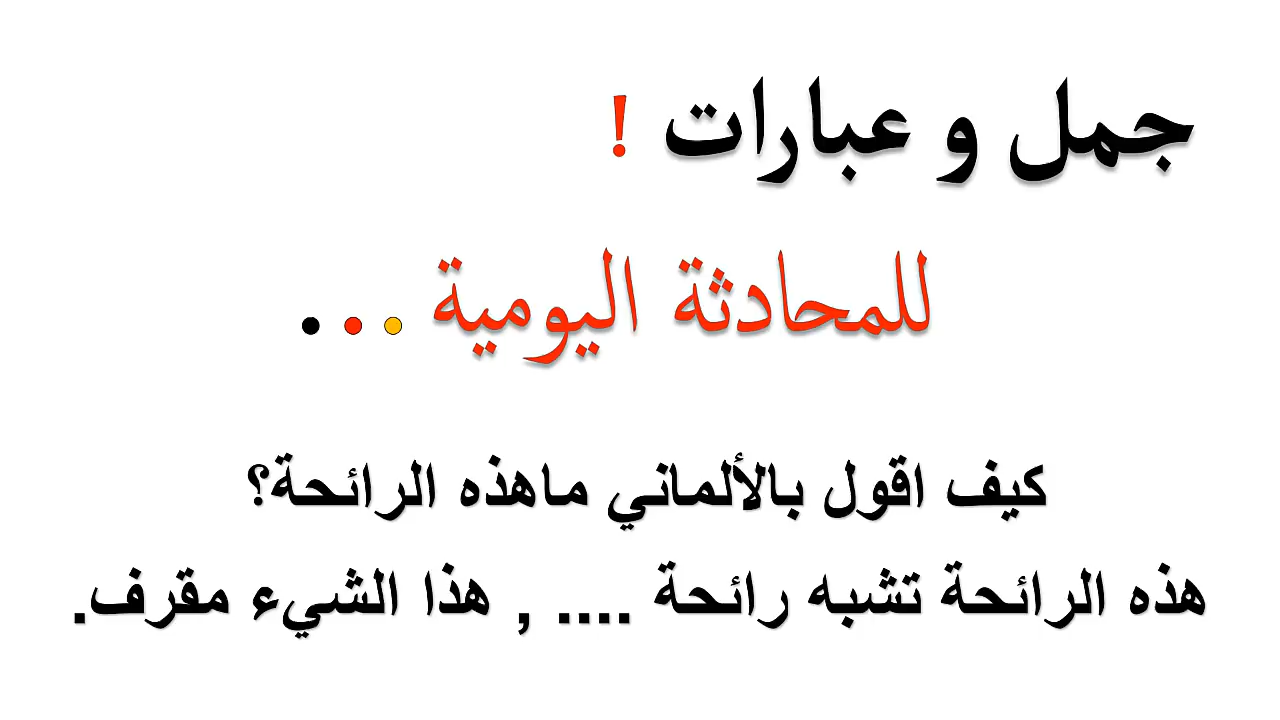 جمل و عبارات !
للمحادثة اليومية ...
كيف اقول بالألماني ماهذه الرائحة؟
هذه الرائحة تشبه رائحة .... , هذا الشيء مقرف.